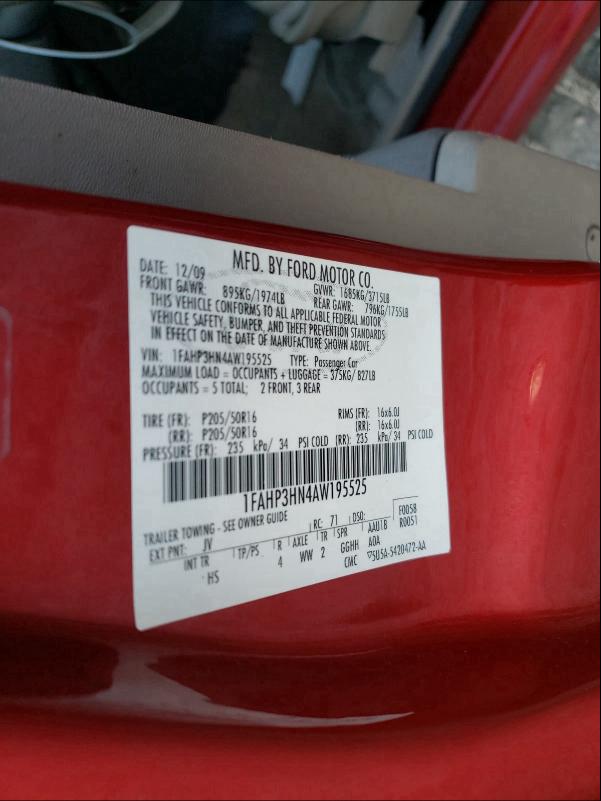 MFD. BY FORD MOTOR CO.
DATE: 12/09 GVWR: 1685KG/3715LB
FRONT GAWR: 895KG/1974LB REAR GAWR: 796KG/1755LB
THIS VEHICLE CONFORMS TO ALL APPLICABLE FEDERAL MOTOR
VEHICLE SAFETY, BUMPER, AND THEFT PREVENTION STANDARDS
IN EFFECT ON THE DATE OF MANUFACTURE SHOWN ABOVE.
VIN: 1FAHP3HN4AW195525 TYPE: Passenger Car
MAXIMUM LOAD = OCCUPANTS + LUGGAGE = 375KG/ 827LB
OCCUPANTS = 5 TOTAL; 2 FRONT, 3 REAR
TIRE (FR): P205/50R16 RIMS (FR): 16x6.0J
(RR): P205/50R16 (RR): 16x6.0J
PRESSURE (FR): 235 kPa/ 34 PSI COLD (RR): 235 kPa/ 34 PSI COLD
1FAHP3HN4AW195525
TRAILER TOWING - SEE OWNER GUIDE F0058
RC: 71 DSO: R0051
EXT PNT: JV AAU1B
INT TR TP/PS R AXLE TR SPR A0A
HS 4 WW 2 GGHH CMC 5U5A-5420472-AA